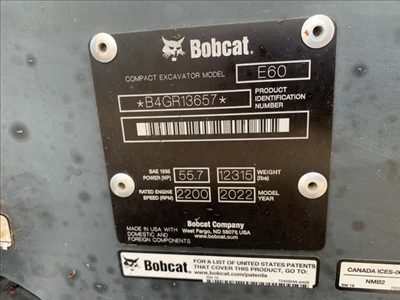 Bobcat.
COMPACT EXCAVATOR MODEL E60
*B4GR13657* PRODUCT IDENTIFICATION NUMBER
SAE 1995 POWER (HP) 55.7 12315 WEIGHT (lbs)
RATED ENGINE SPEED (RPM) 2200 2022 MODEL YEAR
Bobcat Company
West Fargo, ND 58078 USA
www.bobcat.com
MADE IN USA WITH
DOMESTIC AND
FOREIGN COMPONENTS
Bobcat
FOR A LIST OF UNITED STATES PATENTS
THAT COVER THIS PRODUCT, GO TO:
www.bobcat.com/patents
CANADA ICES-00
NMB2